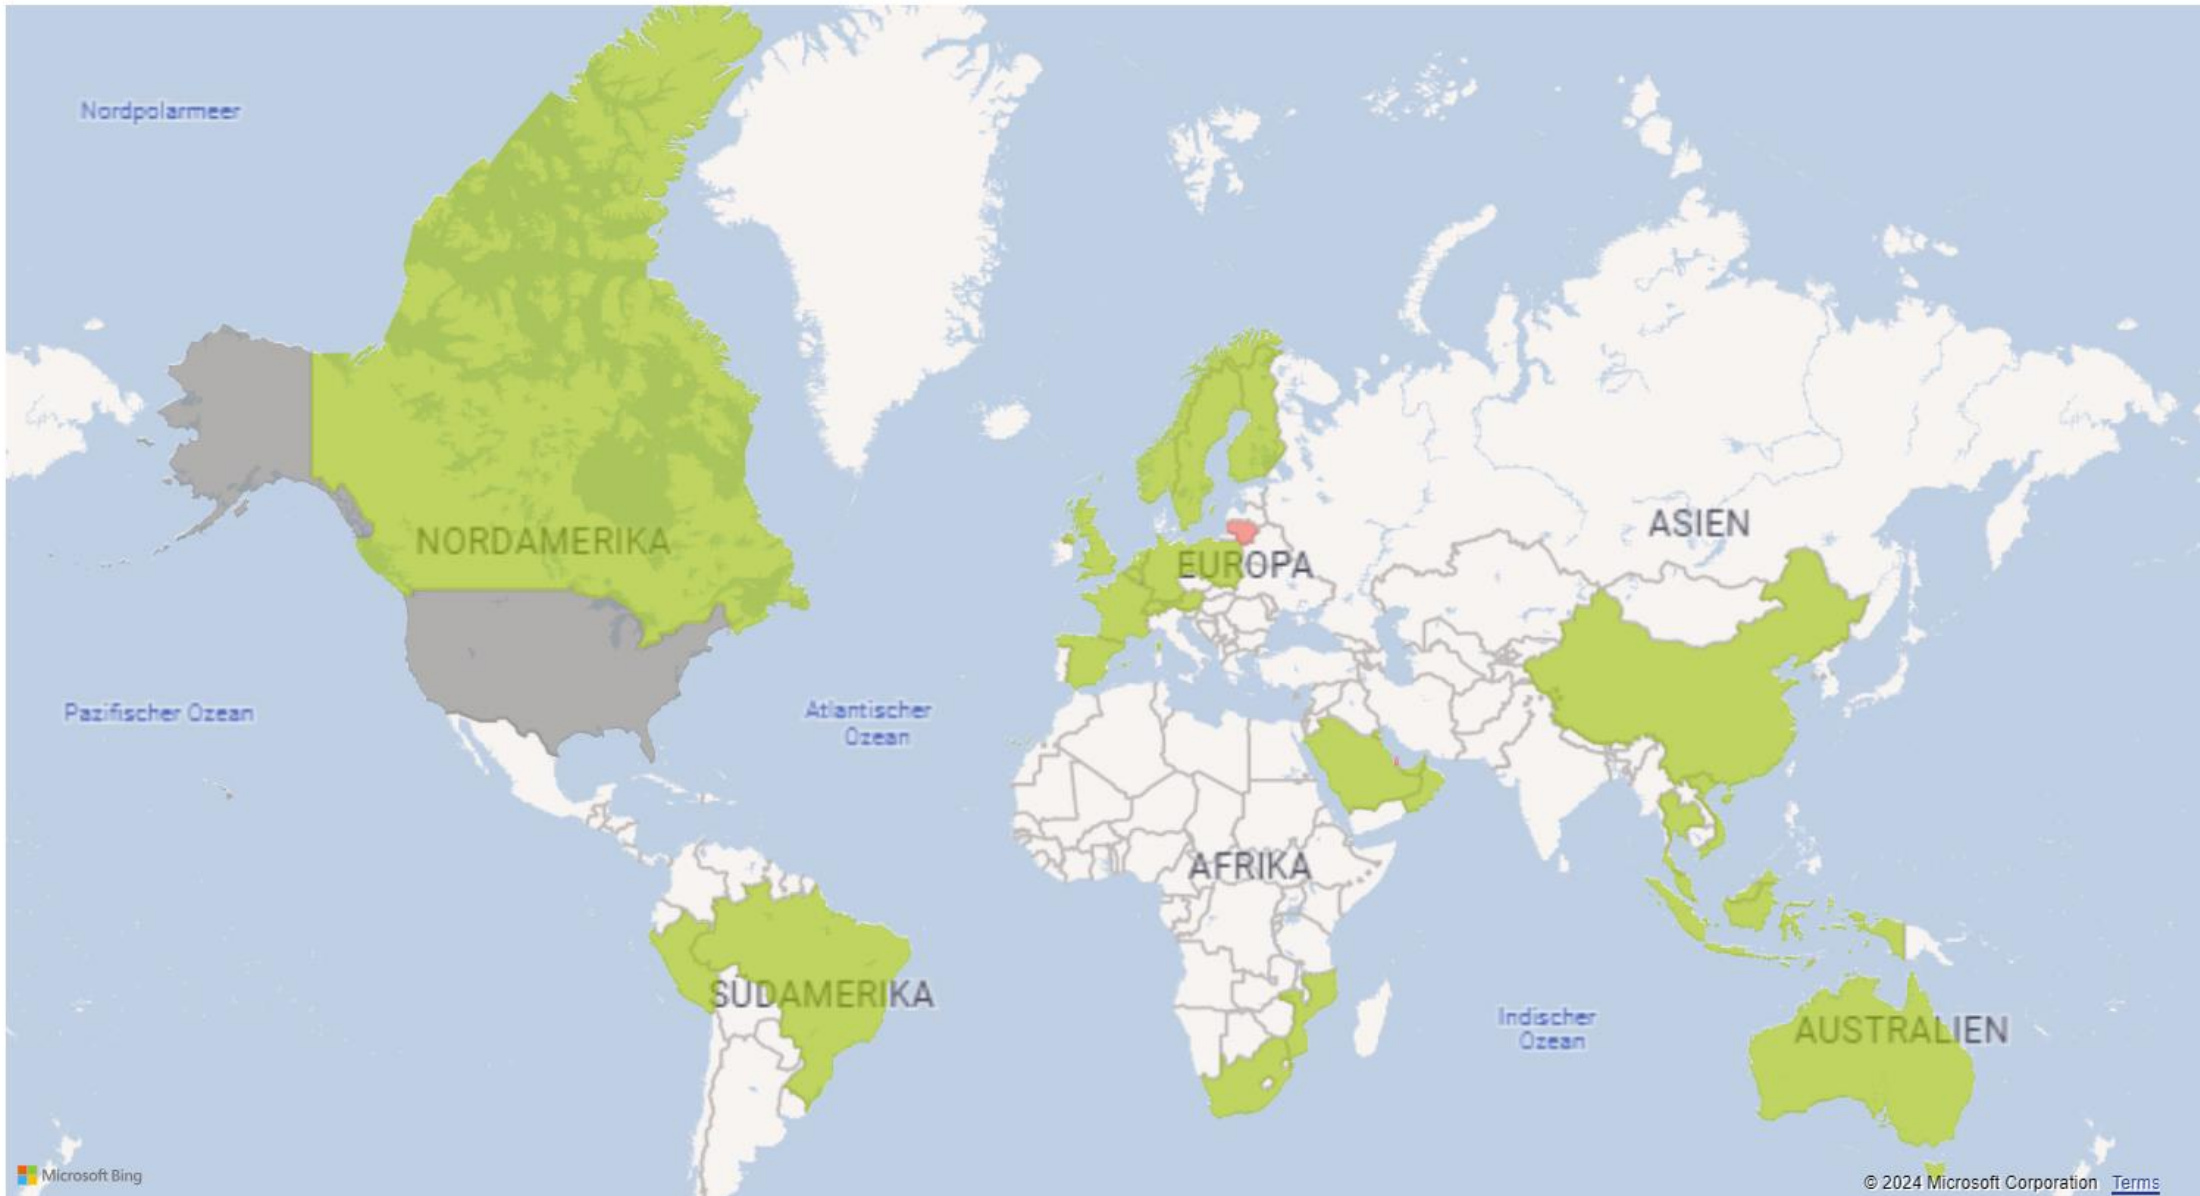 Nordpolarmeer
NORDAMERIKA
ASIEN
EUROPA
Pazifischer Ozean
Atlantischer
Ozean
AFRIKA
SÜDAMERIKA
Indischer
Ozean
AUSTRALIEN
Microsoft Bing
© 2024 Microsoft Corporation Terms